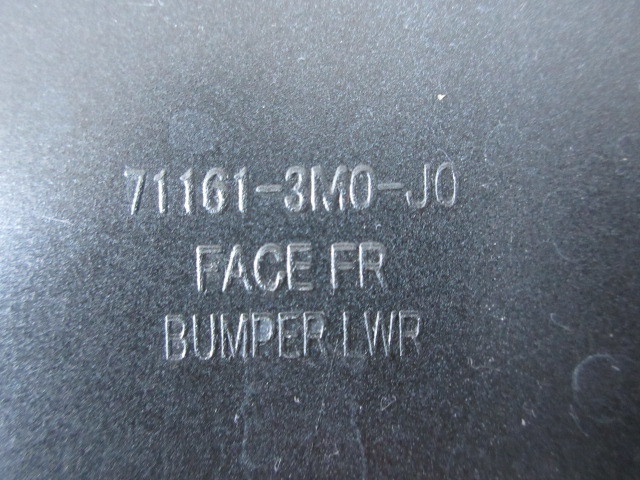 71161-3M0-J0
FACE FR
BUMPER LWR